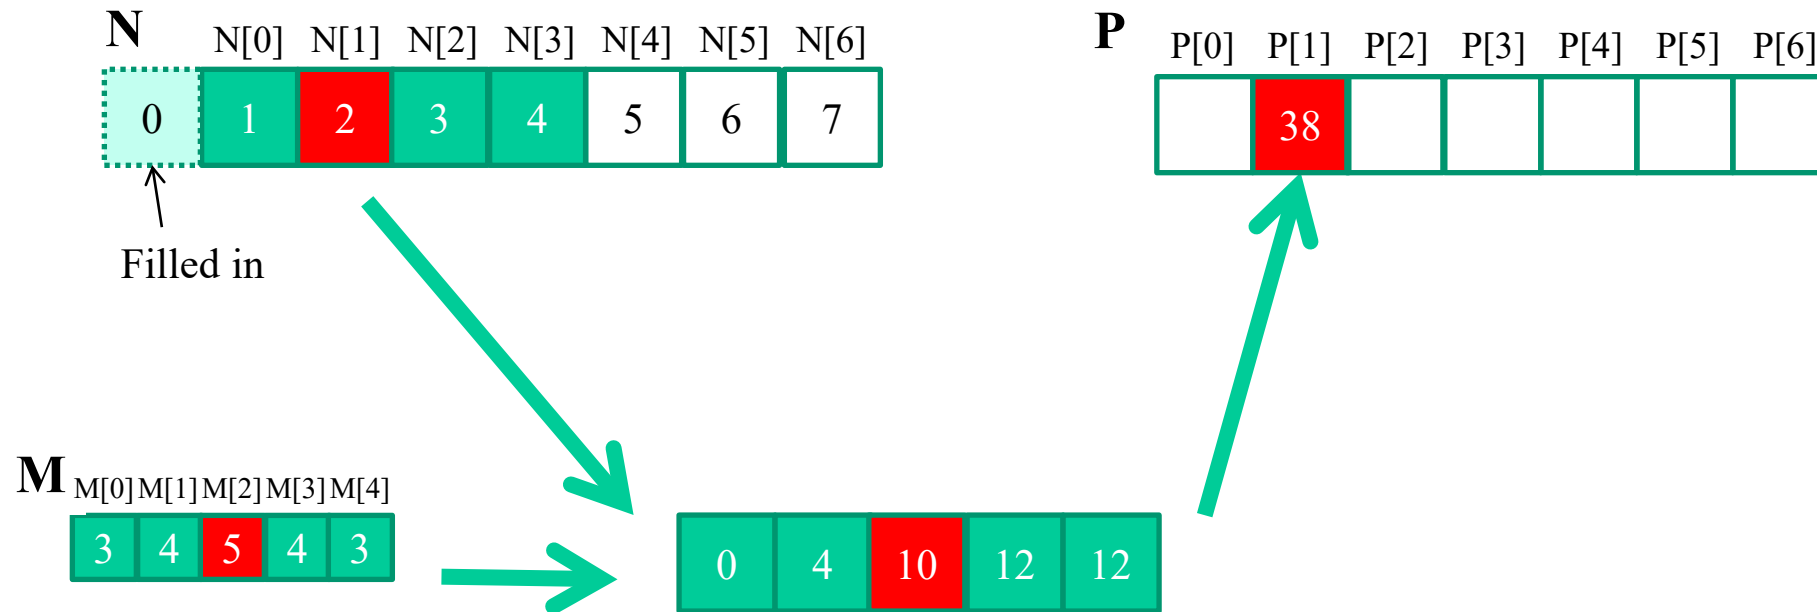 N N[0] N[1] N[2] N[3] N[4] N[5] N[6]
0 1 2 3 4 5 6 7
Filled in
P P[0] P[1] P[2] P[3] P[4] P[5] P[6]
38
M M[0] M[1] M[2] M[3] M[4]
3 4 5 4 3
0 4 10 12 12